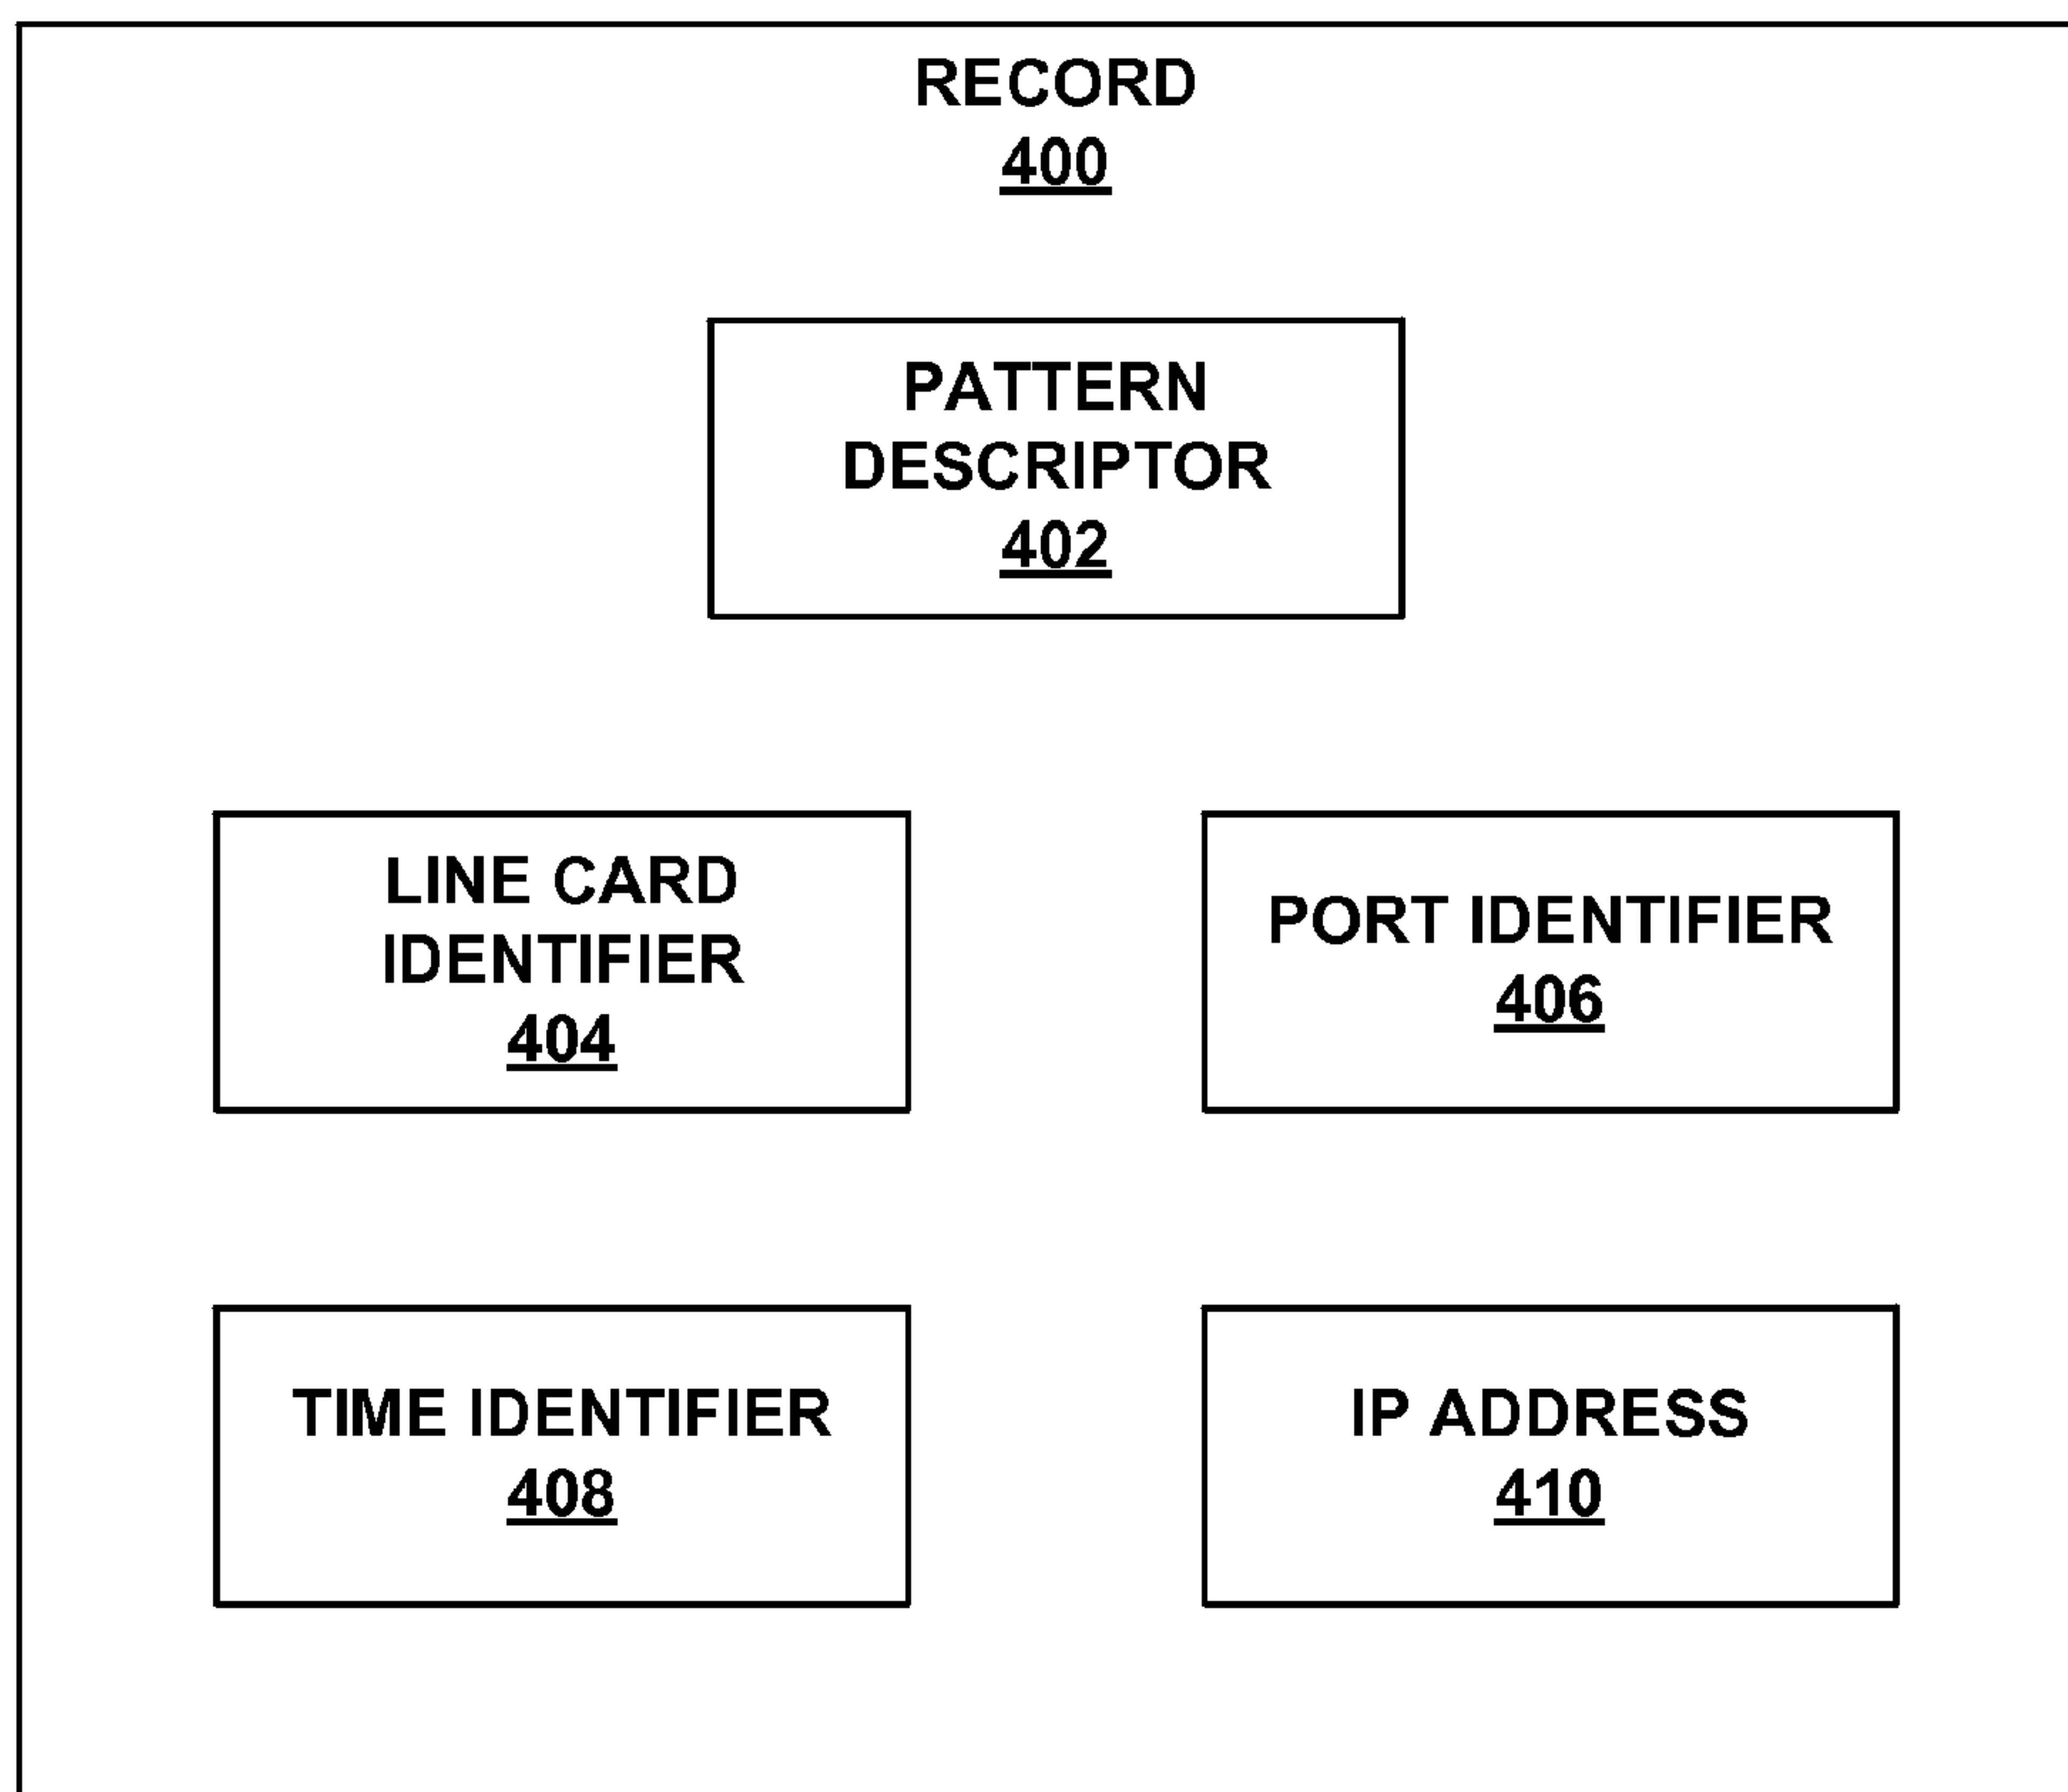 RECORD
400
PATTERN
DESCRIPTOR
402
LINE CARD
IDENTIFIER
404
PORT IDENTIFIER
406
TIME IDENTIFIER
408
IP ADDRESS
410